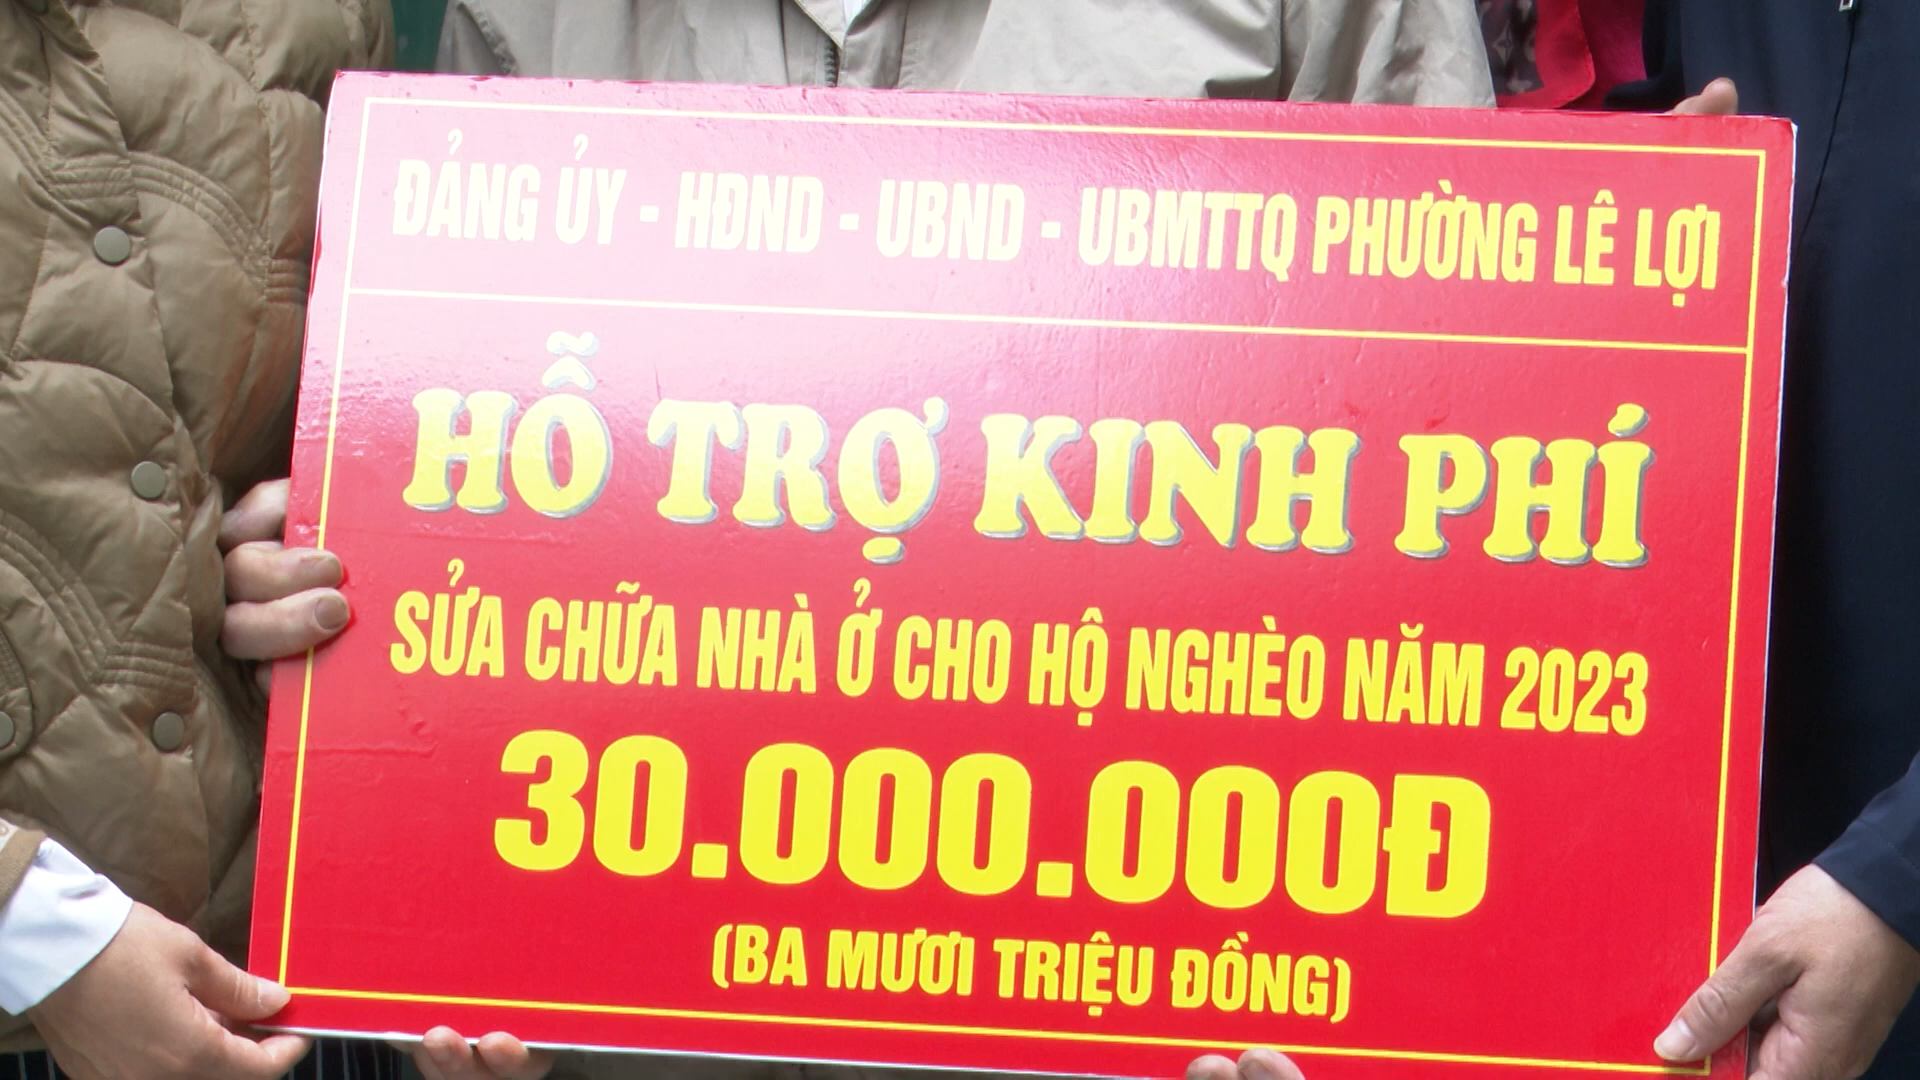 ĐẢNG ỦY - HĐND - UBND - UBMTTQ PHƯỜNG LÊ LỢI
HỖ TRỢ KINH PHÍ
SỬA CHỮA NHÀ Ở CHO HỘ NGHÈO NĂM 2023
30.000.000Đ
(BA MƯƠI TRIỆU ĐỒNG)